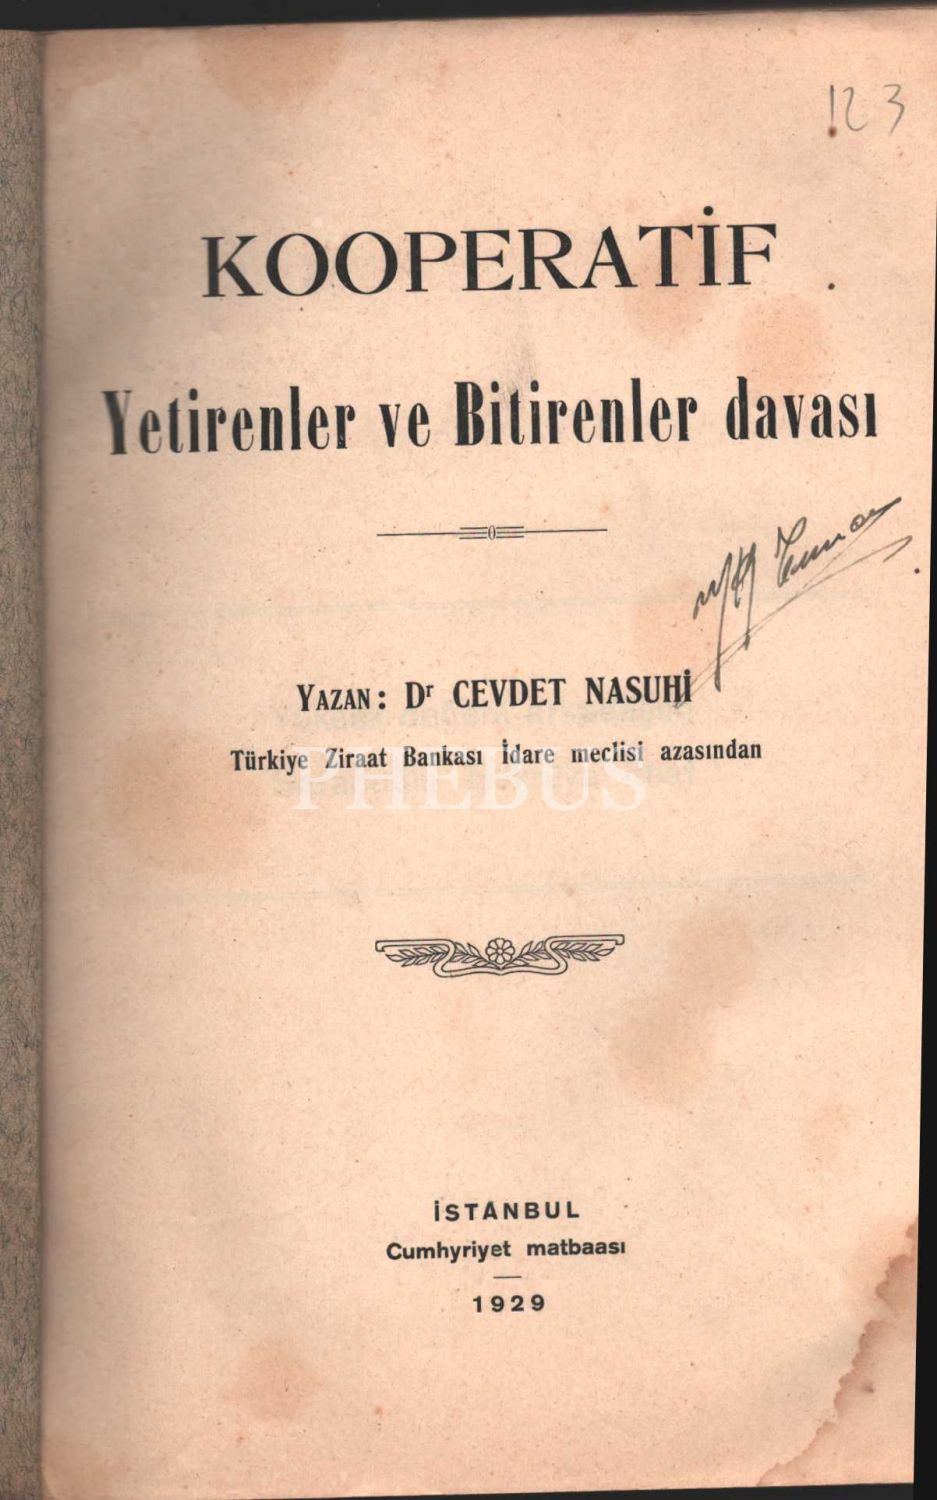 123
KOOPERATİF
Yetirenler ve Bitirenler davası
YAZAN: Dr CEVDET NASUHİ
Türkiye Ziraat Bankası İdare meclisi azasından
PHEBUS
İSTANBUL
Cumhyriyet matbaası
1929